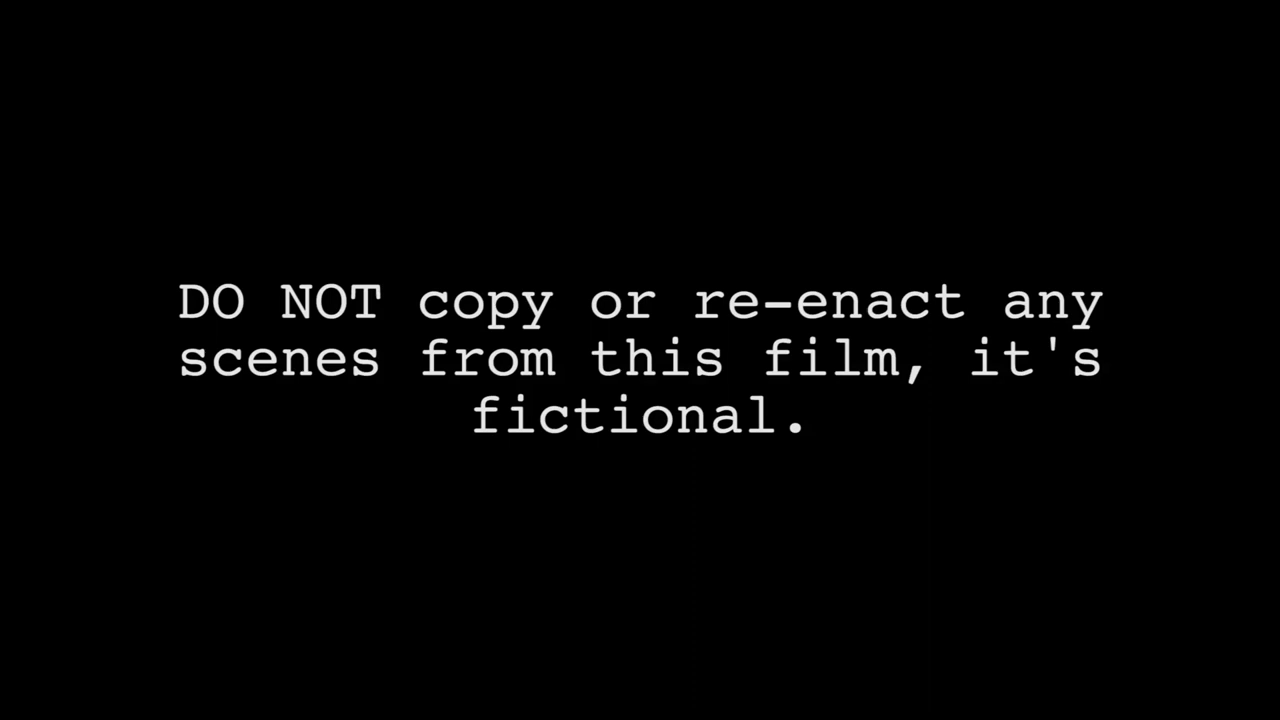 DO NOT copy or re-enact any
scenes from this film, it's
fictional.